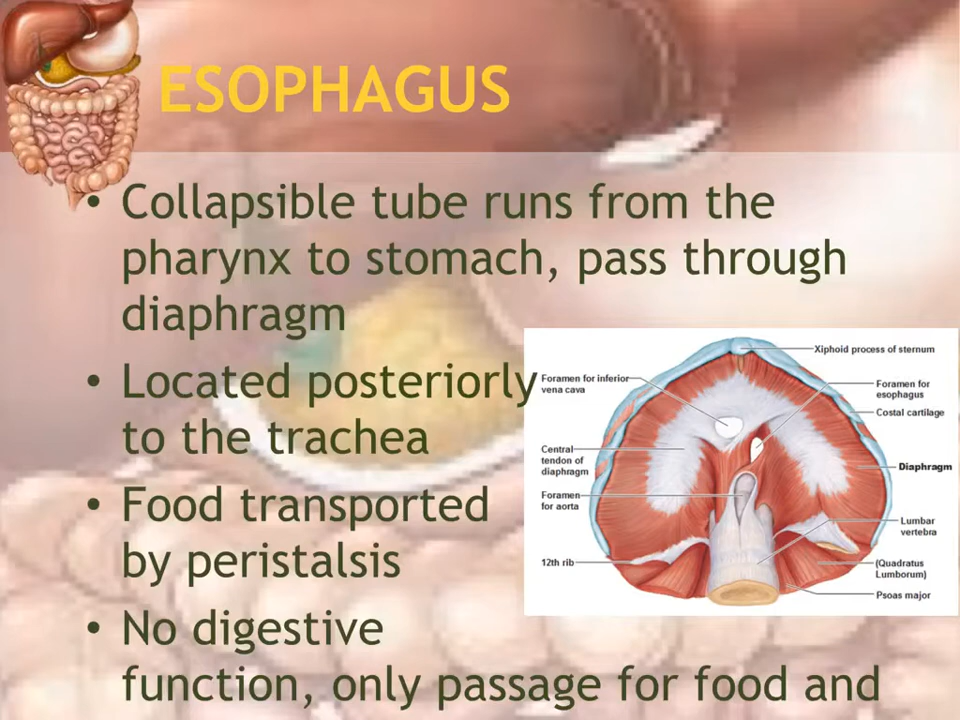 ESOPHAGUS
• Collapsible tube runs from the
pharynx to stomach, pass through
diaphragm
• Located posteriorly
to the trachea
• Food transported
by peristalsis
• No digestive
function, only passage for food and
Xiphoid process of sternum
Foramen for inferior
vena cava
Foramen for
esophagus
Costal cartilage
Central
tendon of
diaphragm
Diaphragm
Foramen
for aorta
Lumbar
vertebra
12th rib
(Quadratus
Lumborum)
Psoas major